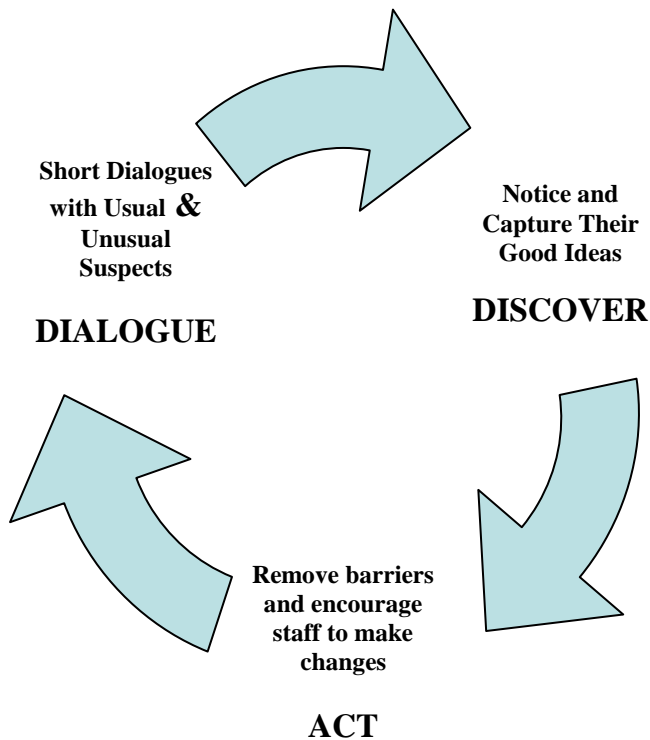 Short Dialogues
with Usual &
Unusual
Suspects
DIALOGUE
Notice and
Capture Their
Good Ideas
DISCOVER
Remove barriers
and encourage
staff to make
changes
ACT